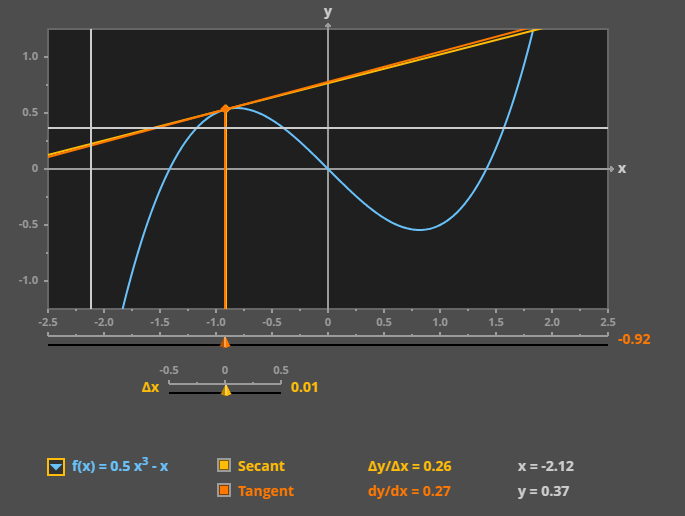 y
1.0
0.5
0
x
-0.5
-1.0
-2.5 -2.0 -1.5 -1.0 -0.5 0 0.5 1.0 1.5 2.0 2.5
-0.92
-0.5 0 0.5
Δx 0.01
f(x) = 0.5 x³ - x Secant Δy/Δx = 0.26 x = -2.12
Tangent dy/dx = 0.27 y = 0.37